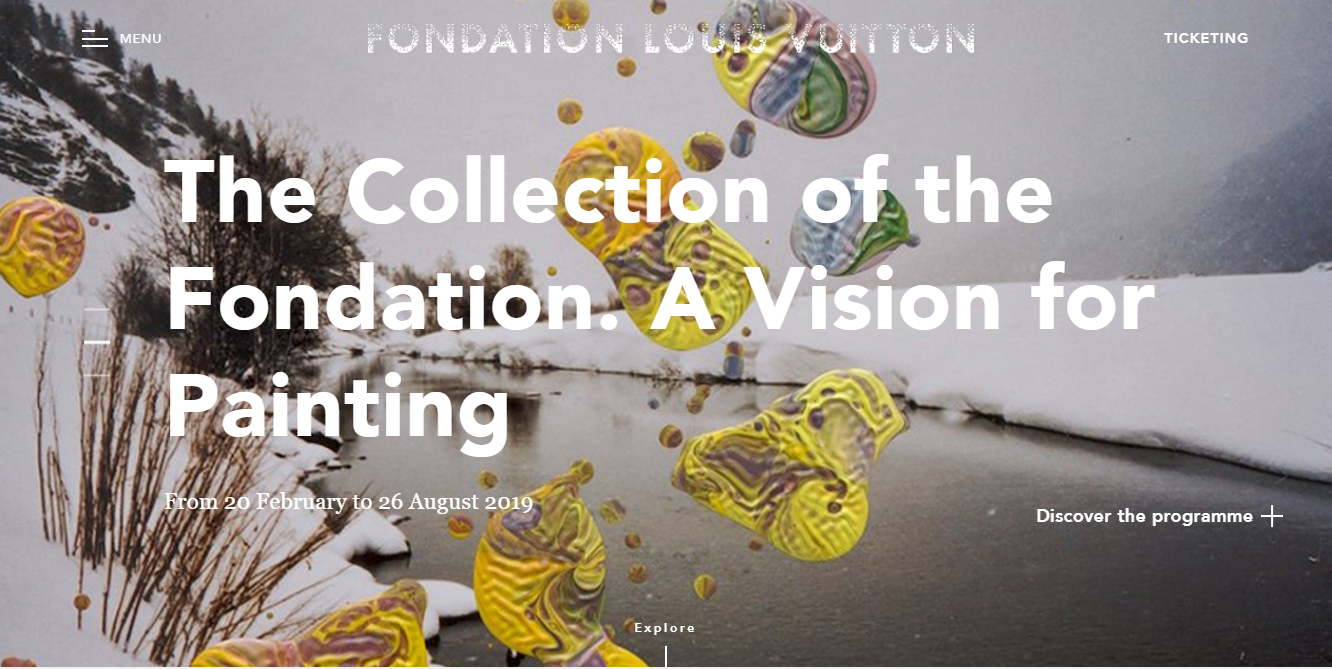 MENU
FONDATION LOUIS VUITTON
TICKETING
The Collection of the
Fondation. A Vision for
Painting
From 20 February to 26 August 2019
Discover the programme
Explore